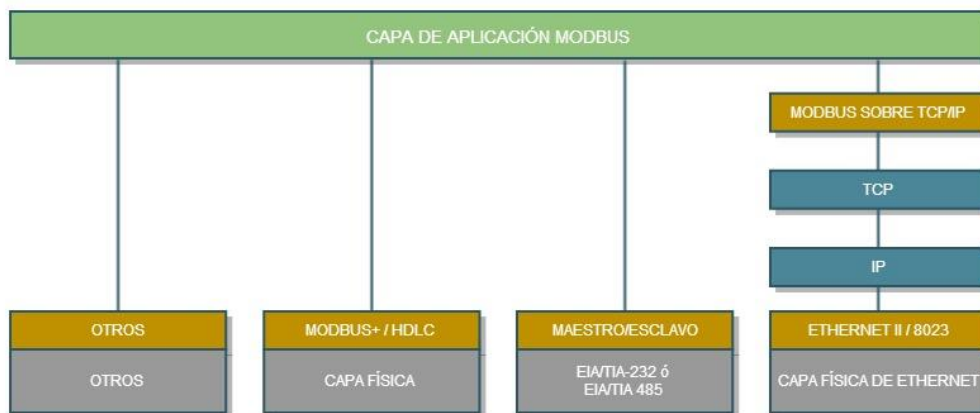 CAPA DE APLICACIÓN MODBUS
MODBUS SOBRE TCP/IP
TCP
IP
OTROS
MODBUS+ / HDLC
MAESTRO/ESCLAVO
ETHERNET II / 8023
OTROS
CAPA FÍSICA
EIA/TIA-232 ó
EIA/TIA 485
CAPA FÍSICA DE ETHERNET